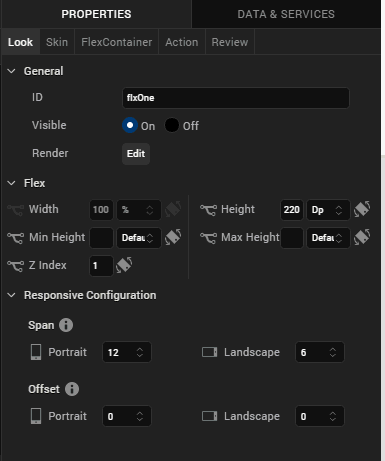 PROPERTIES DATA & SERVICES
Look Skin FlexContainer Action Review
General
ID flxOne
Visible On Off
Render Edit
Flex
Width 100 % Height 220 Dp
Min Height Defau Max Height Defau
Z Index 1
Responsive Configuration
Span i
Portrait 12 Landscape 6
Offset i
Portrait 0 Landscape 0